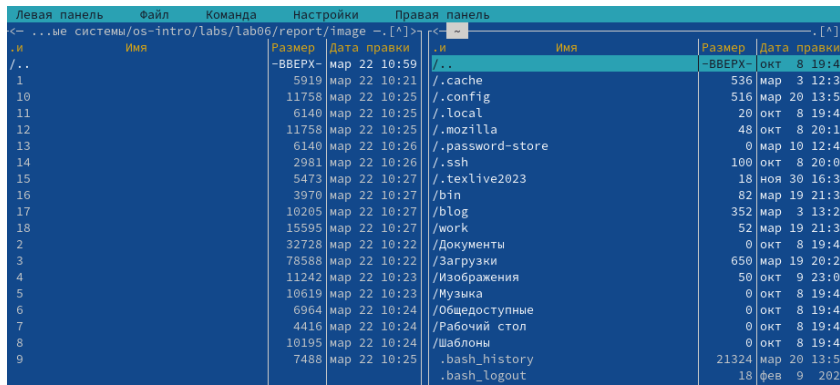 Левая панель Файл Команда Настройки Правая панель
<— ...ые системы/os-intro/labs/lab06/report/image —.[^]>
.и Имя Размер Дата правки
/.. -ВВЕРХ- мар 22 10:59
1 5919 мар 22 10:21
10 11758 мар 22 10:25
11 6140 мар 22 10:25
12 11758 мар 22 10:25
13 6140 мар 22 10:26
14 2981 мар 22 10:26
15 5473 мар 22 10:27
16 3970 мар 22 10:27
17 10205 мар 22 10:27
18 15595 мар 22 10:27
2 32728 мар 22 10:22
3 78588 мар 22 10:22
4 11242 мар 22 10:23
5 10619 мар 22 10:23
6 6964 мар 22 10:24
7 4416 мар 22 10:24
8 10195 мар 22 10:24
9 7488 мар 22 10:25
<— ~ —.[^]
.и Имя Размер Дата правки
/.. -ВВЕРХ- окт 8 19:4
/.cache 536 мар 3 12:3
/.config 516 мар 20 13:5
/.local 20 окт 8 19:4
/.mozilla 48 окт 8 20:1
/.password-store 0 мар 10 12:4
/.ssh 100 окт 8 20:0
/.texlive2023 18 ноя 30 16:3
/bin 82 мар 19 21:3
/blog 352 мар 3 13:2
/work 52 мар 19 21:3
/Документы 0 окт 8 19:4
/Загрузки 650 мар 19 20:2
/Изображения 50 окт 9 23:0
/Музыка 0 окт 8 19:4
/Общедоступные 0 окт 8 19:4
/Рабочий стол 0 окт 8 19:4
/Шаблоны 0 окт 8 19:4
.bash_history 21324 мар 20 13:5
.bash_logout 18 фев 9 202